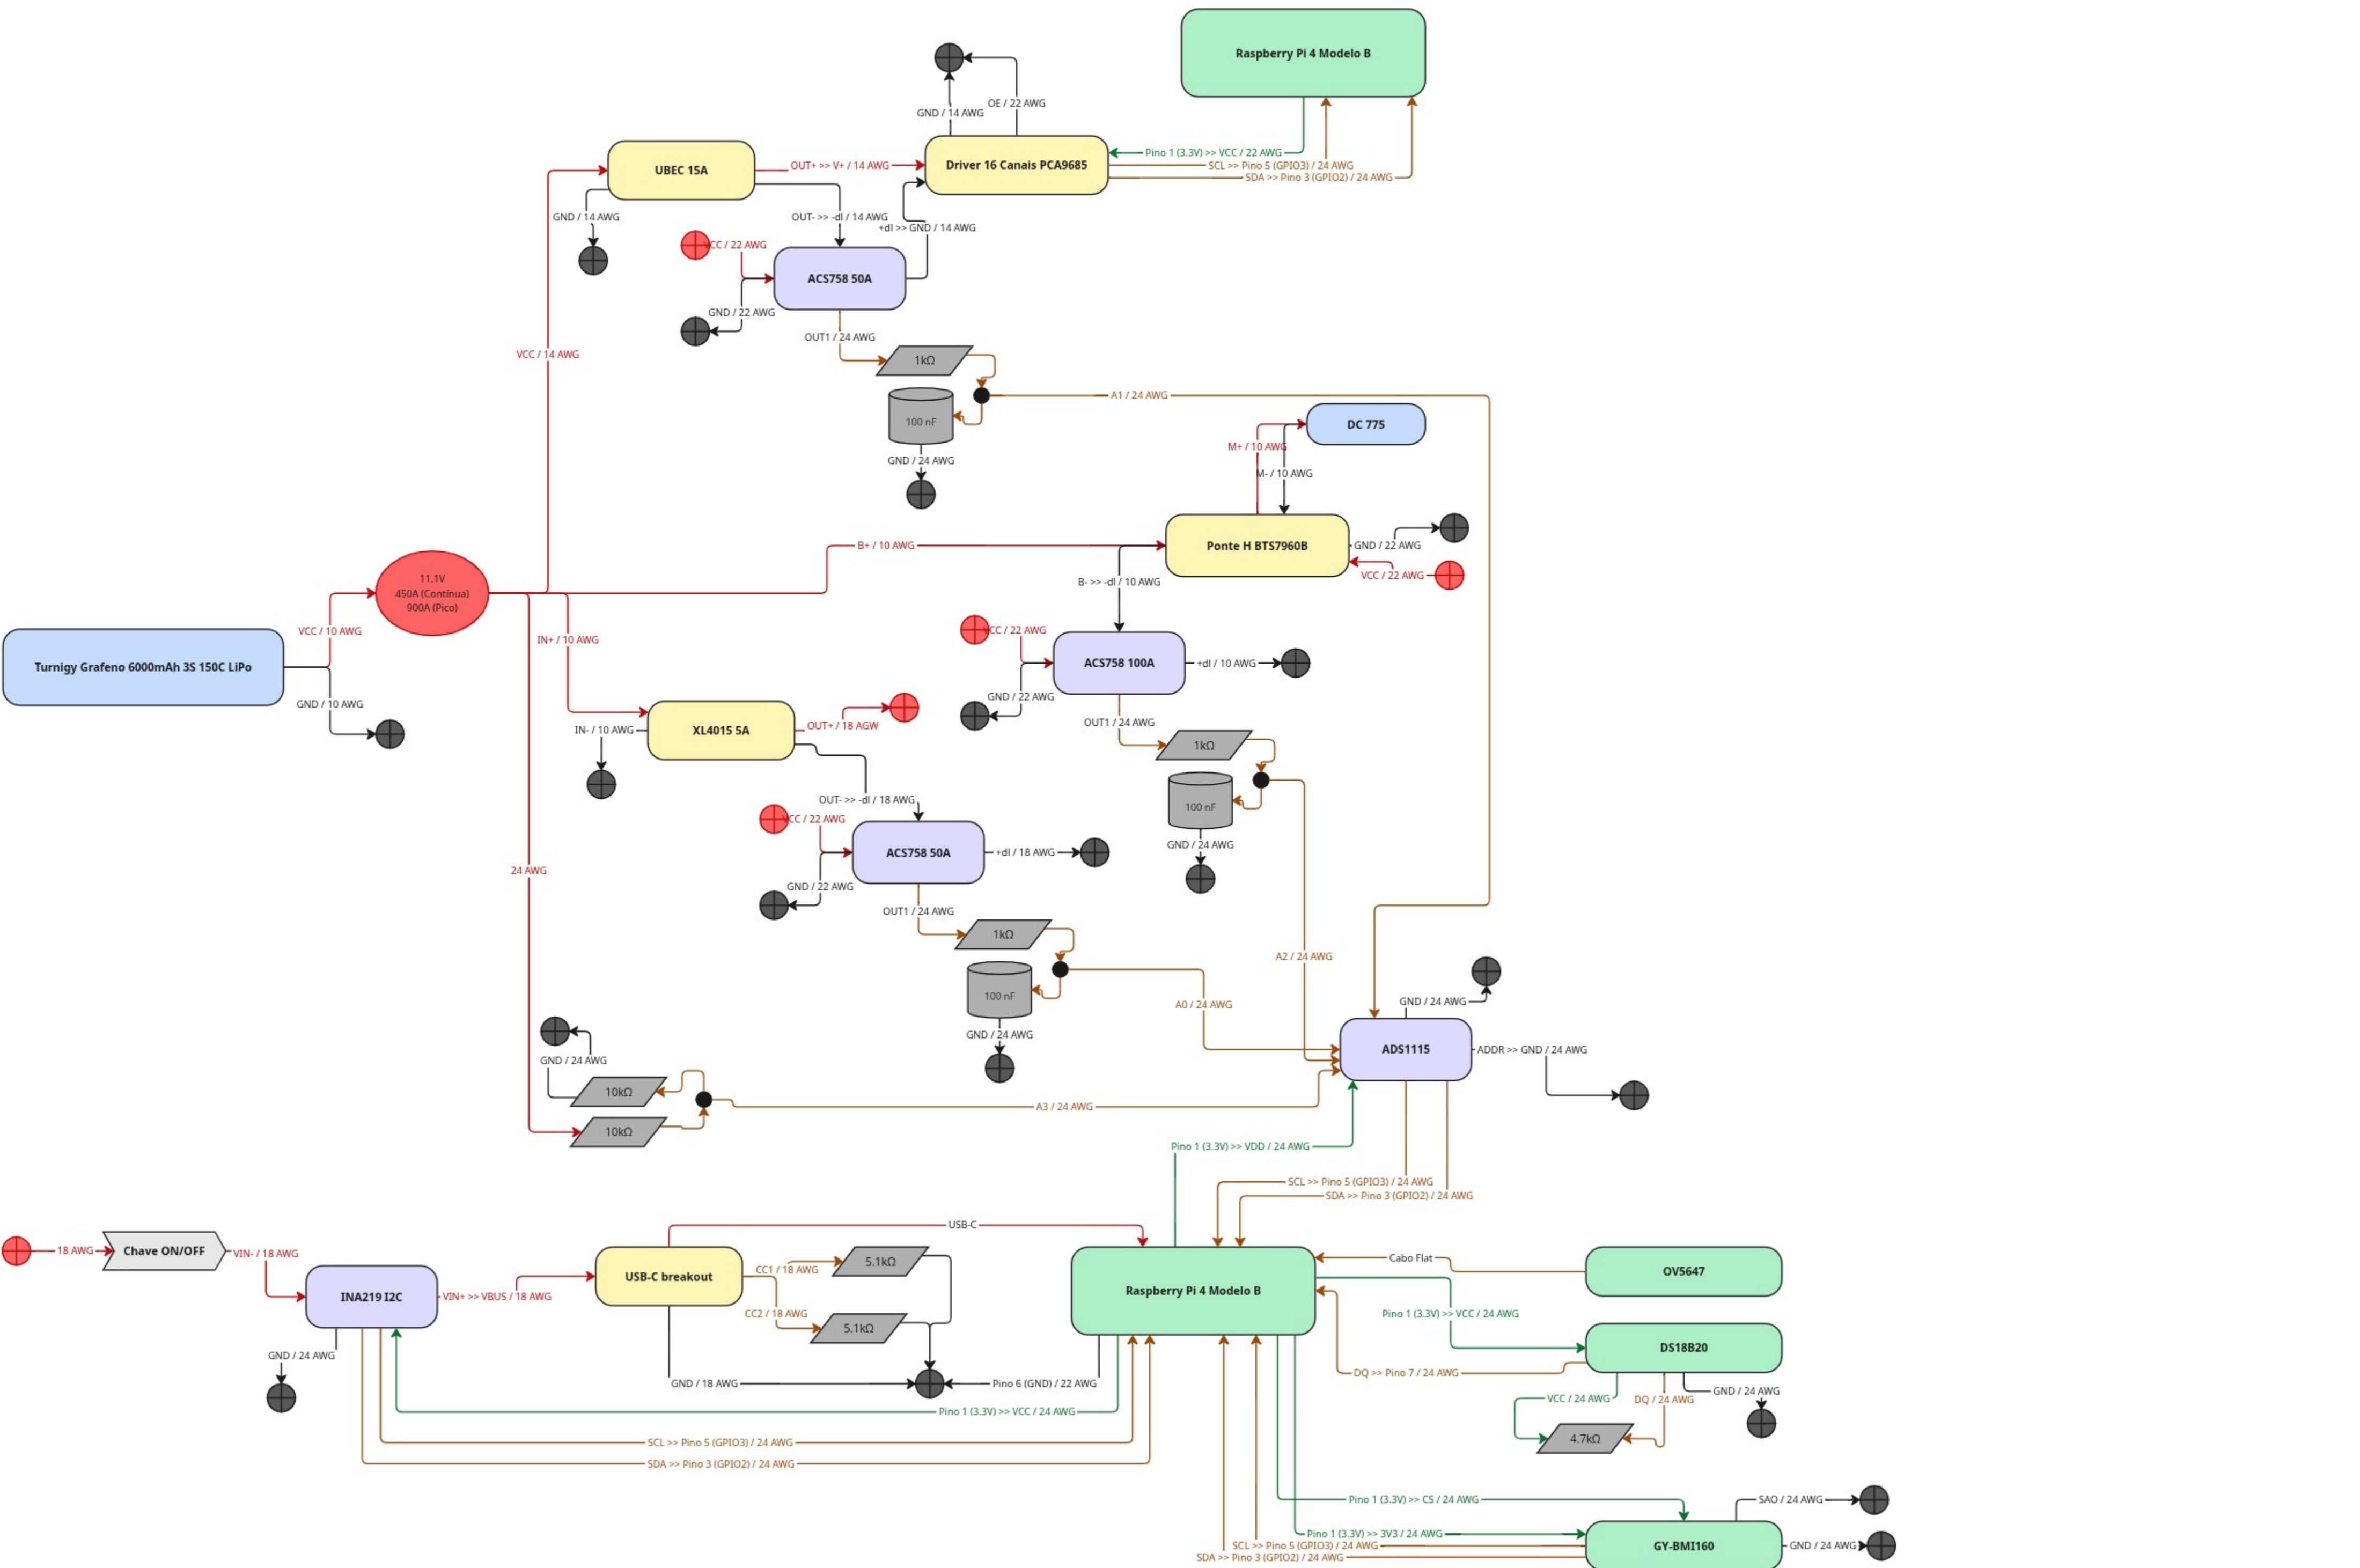 Raspberry Pi 4 Modelo B
GND / 14 AWG
OE / 22 AWG
UBEC 15A
OUT+ >> V+ / 14 AWG
Driver 16 Canais PCA9685
Pino 1 (3.3V) >> VCC / 22 AWG
SCL >> Pino 5 (GPIO3) / 24 AWG
SDA >> Pino 3 (GPIO2) / 24 AWG
GND / 14 AWG
OUT- >> -dl / 14 AWG
+dl >> GND / 14 AWG
VCC / 22 AWG
ACS758 50A
GND / 22 AWG
OUT1 / 24 AWG
VCC / 14 AWG
1kΩ
A1 / 24 AWG
100 nF
DC 775
M+ / 10 AWG
GND / 24 AWG
M- / 10 AWG
B+ / 10 AWG
Ponte H BTS7960B
GND / 22 AWG
VCC / 22 AWG
11.1V
450A (Contínua)
900A (Pico)
B- >> -dl / 10 AWG
VCC / 10 AWG
IN+ / 10 AWG
VCC / 22 AWG
Turnigy Grafeno 6000mAh 3S 150C LiPo
ACS758 100A
+dl / 10 AWG
GND / 22 AWG
GND / 10 AWG
OUT1 / 24 AWG
OUT+ / 18 AGW
IN- / 10 AWG
XL4015 5A
1kΩ
OUT- >> -dl / 18 AWG
100 nF
VCC / 22 AWG
GND / 24 AWG
ACS758 50A
+dl / 18 AWG
24 AWG
GND / 22 AWG
OUT1 / 24 AWG
1kΩ
A2 / 24 AWG
100 nF
A0 / 24 AWG
GND / 24 AWG
GND / 24 AWG
ADS1115
ADDR >> GND / 24 AWG
GND / 24 AWG
10kΩ
A3 / 24 AWG
10kΩ
Pino 1 (3.3V) >> VDD / 24 AWG
SCL >> Pino 5 (GPIO3) / 24 AWG
SDA >> Pino 3 (GPIO2) / 24 AWG
USB-C
18 AWG
Chave ON/OFF
VIN- / 18 AWG
5.1kΩ
Cabo Flat
OV5647
CC1 / 18 AWG
USB-C breakout
Raspberry Pi 4 Modelo B
INA219 I2C
VIN+ >> VBUS / 18 AWG
CC2 / 18 AWG
Pino 1 (3.3V) >> VCC / 24 AWG
5.1kΩ
DS18B20
GND / 24 AWG
DQ >> Pino 7 / 24 AWG
GND / 18 AWG
Pino 6 (GND) / 22 AWG
GND / 24 AWG
VCC / 24 AWG
DQ / 24 AWG
Pino 1 (3.3V) >> VCC / 24 AWG
4.7kΩ
SCL >> Pino 5 (GPIO3) / 24 AWG
SDA >> Pino 3 (GPIO2) / 24 AWG
Pino 1 (3.3V) >> CS / 24 AWG
SAO / 24 AWG
Pino 1 (3.3V) >> 3V3 / 24 AWG
SCL >> Pino 5 (GPIO3) / 24 AWG
GY-BMI160
GND / 24 AWG
SDA >> Pino 3 (GPIO2) / 24 AWG